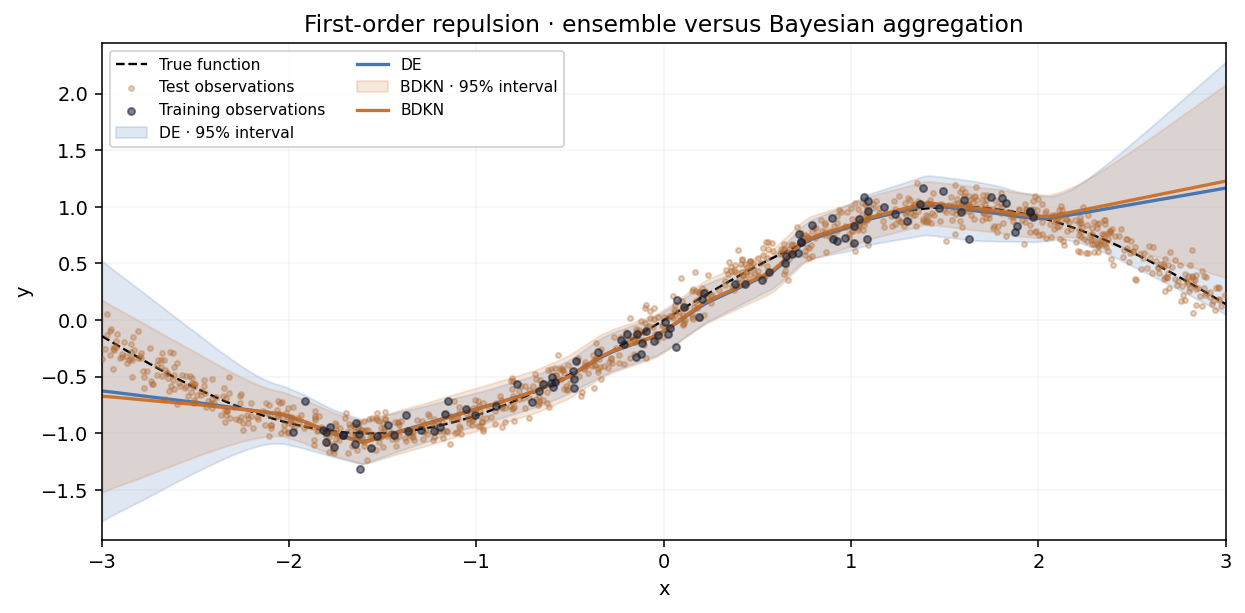 First-order repulsion · ensemble versus Bayesian aggregation
True function
Test observations
Training observations
DE · 95% interval
DE
BDKN · 95% interval
BDKN
2.0
1.5
1.0
0.5
0.0
−0.5
−1.0
−1.5
y
−3
−2
−1
0
1
2
3
x